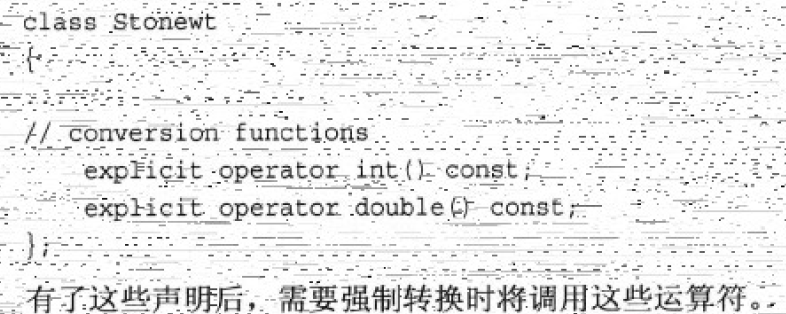 class Stonewt
{
...
// conversion functions
explicit operator int() const;
explicit operator double() const;
};
有了这些声明后，需要强制转换时将调用这些运算符。